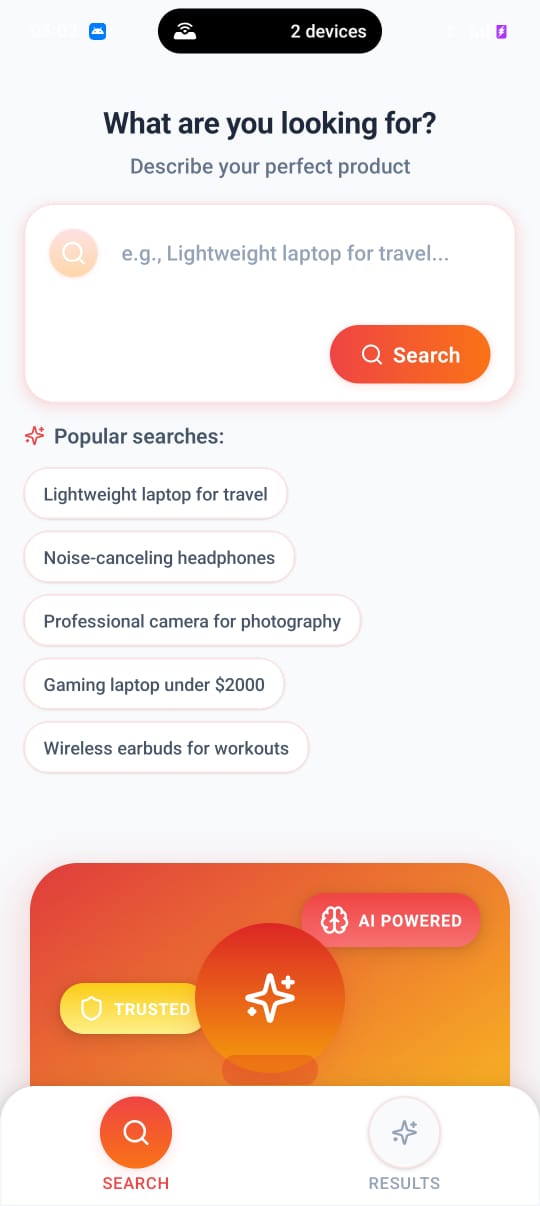 2 devices
What are you looking for?
Describe your perfect product
e.g., Lightweight laptop for travel...
Search
Popular searches:
Lightweight laptop for travel
Noise-canceling headphones
Professional camera for photography
Gaming laptop under $2000
Wireless earbuds for workouts
AI POWERED
TRUSTED
SEARCH
RESULTS